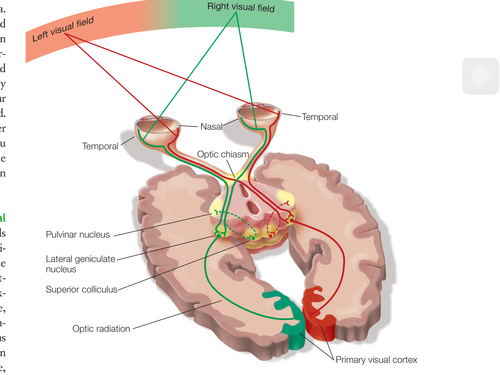 Right visual field
Left visual field
Nasal
Temporal
Temporal
Optic chiasm
Pulvinar nucleus
Lateral geniculate
nucleus
Superior colliculus
Optic radiation
Primary visual cortex